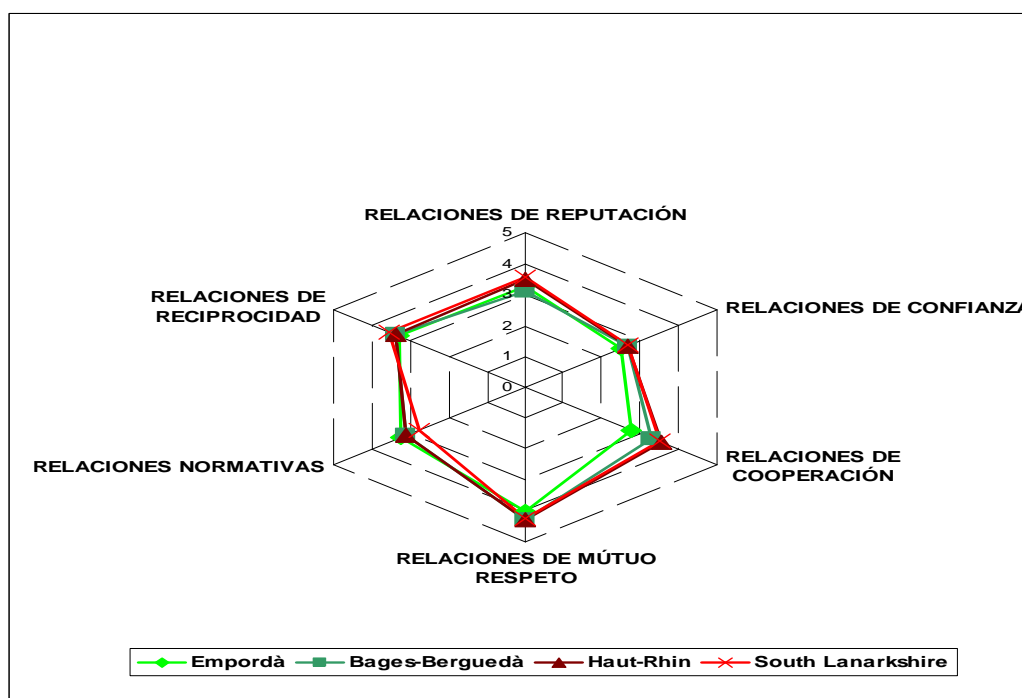 RELACIONES DE REPUTACIÓN
5
4
3
2
1
0
RELACIONES DE CONFIANZA
RELACIONES DE
COOPERACIÓN
RELACIONES DE MÚTUO
RESPETO
RELACIONES NORMATIVAS
RELACIONES DE
RECIPROCIDAD
Empordà Bages-Berguedà Haut-Rhin South Lanarkshire